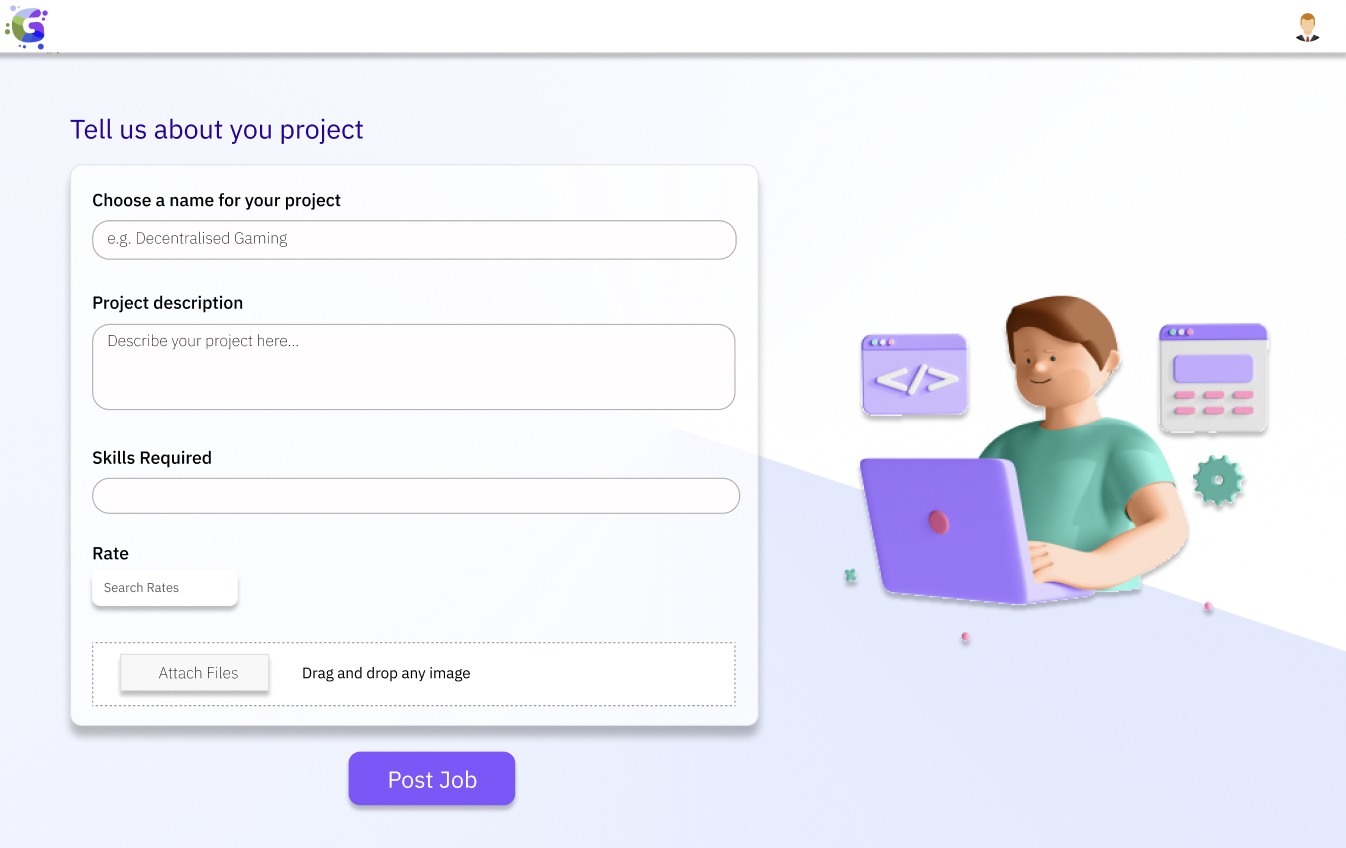 Tell us about you project
Choose a name for your project
e.g. Decentralised Gaming
Project description
Describe your project here...
Skills Required
Rate
Search Rates
Attach Files
Drag and drop any image
Post Job